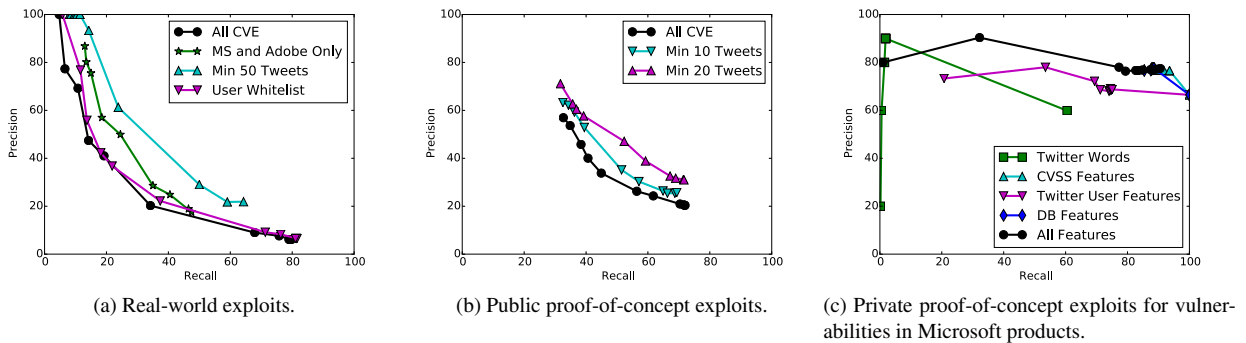 100
80
60
40
20
0
0 20 40 60 80 100
Precision
Recall
All CVE
MS and Adobe Only
Min 50 Tweets
User Whitelist
(a) Real-world exploits.
100
80
60
40
20
0
0 20 40 60 80 100
Precision
Recall
All CVE
Min 10 Tweets
Min 20 Tweets
(b) Public proof-of-concept exploits.
100
80
60
40
20
0
0 20 40 60 80 100
Precision
Recall
Twitter Words
CVSS Features
Twitter User Features
DB Features
All Features
(c) Private proof-of-concept exploits for vulner-
abilities in Microsoft products.